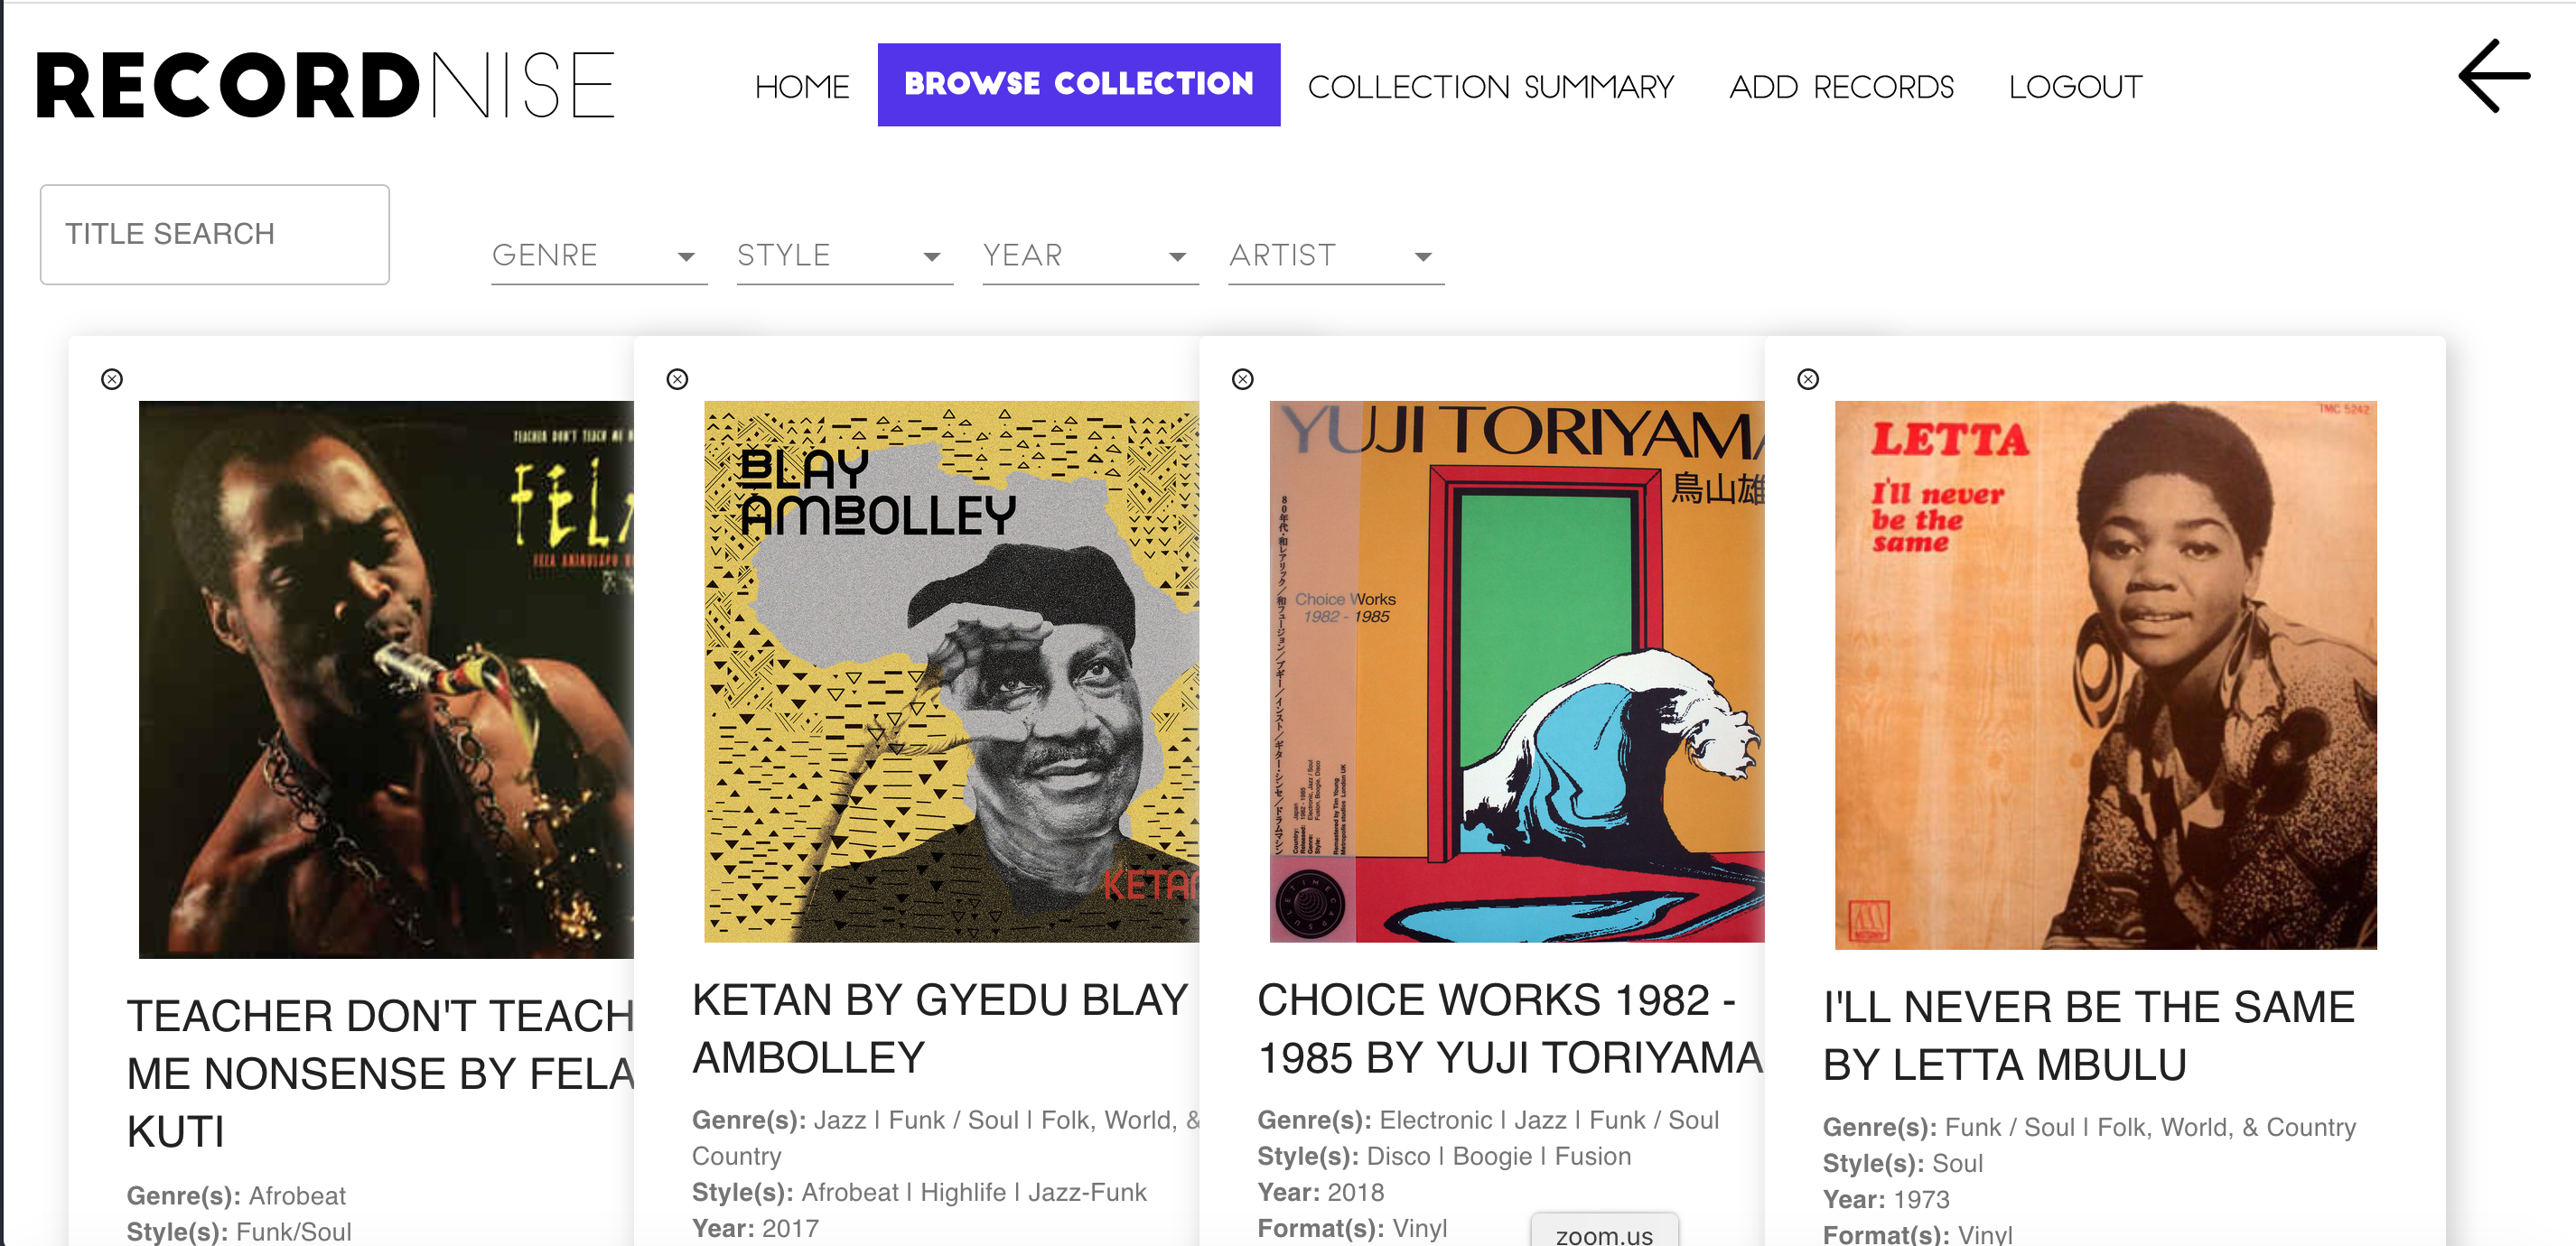 RECORDNISE
HOME
BROWSE COLLECTION
COLLECTION SUMMARY
ADD RECORDS
LOGOUT
TITLE SEARCH
GENRE
STYLE
YEAR
ARTIST
TEACHER DON'T TEACH ME
FELA
TEACHER DON'T TEACH
ME NONSENSE BY FELA
KUTI
Genre(s): Afrobeat
Style(s): Funk/Soul
BLAY
AMBOLLEY
KETAN
KETAN BY GYEDU BLAY
AMBOLLEY
Genre(s): Jazz | Funk / Soul | Folk, World, &
Country
Style(s): Afrobeat | Highlife | Jazz-Funk
Year: 2017
YUJI TORIYAMA
鳥山雄
Choice Works
1982 - 1985
TIME CAPSULE
CHOICE WORKS 1982 -
1985 BY YUJI TORIYAMA
Genre(s): Electronic | Jazz | Funk / Soul
Style(s): Disco | Boogie | Fusion
Year: 2018
Format(s): Vinyl
zoom.us
TMC 5242
LETTA
I'll never
be the
same
I'LL NEVER BE THE SAME
BY LETTA MBULU
Genre(s): Funk / Soul | Folk, World, & Country
Style(s): Soul
Year: 1973
Format(s): Vinyl